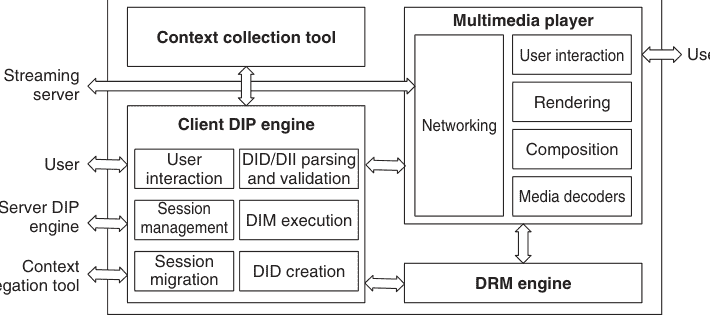 Context collection tool
Multimedia player
User interaction
Rendering
Composition
Media decoders
Networking
Streaming
server
Client DIP engine
User
User
interaction
DID/DII parsing
and validation
Server DIP
engine
Session
management
DIM execution
Context
tool
Session
migration
DID creation
DRM engine